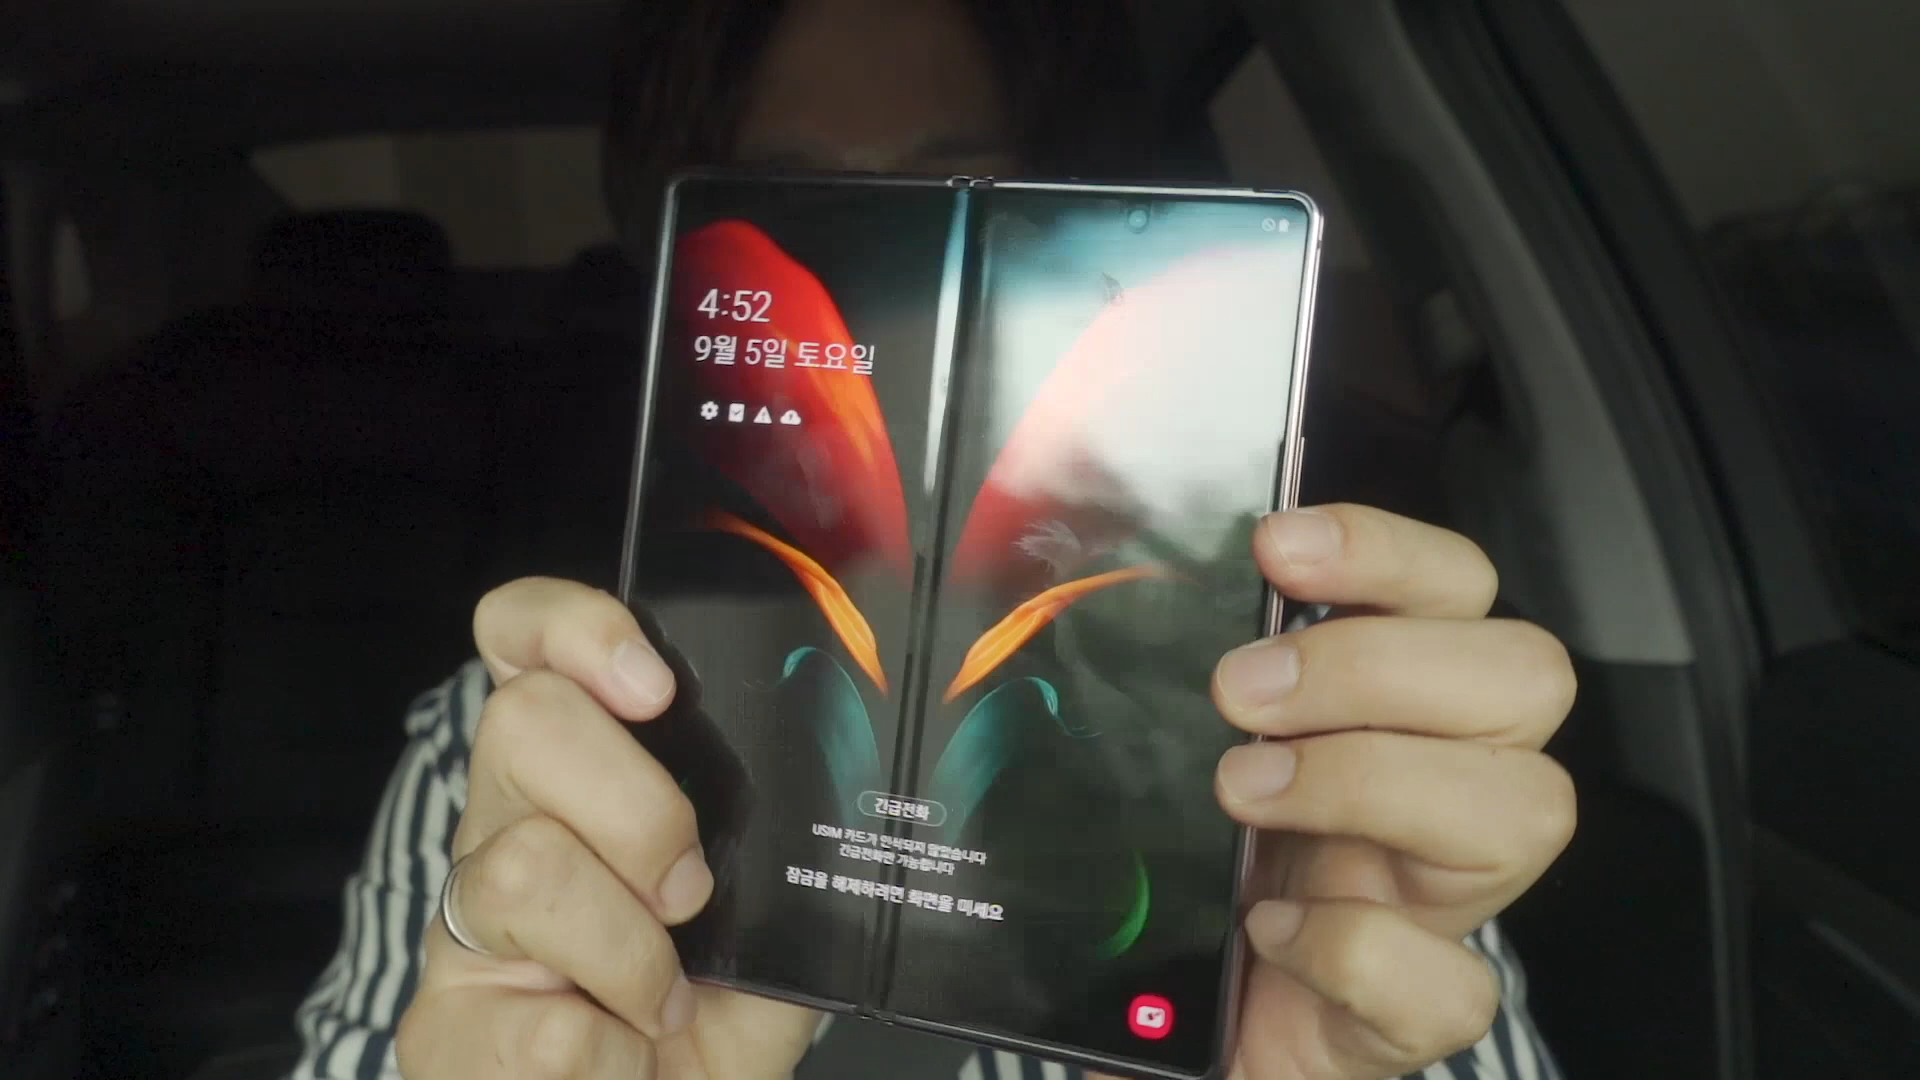 4:52
9월 5일 토요일
긴급전화
USIM 카드가 인식되지 않았습니다
긴급전화만 가능합니다
잠금을 해제하려면 화면을 미세요